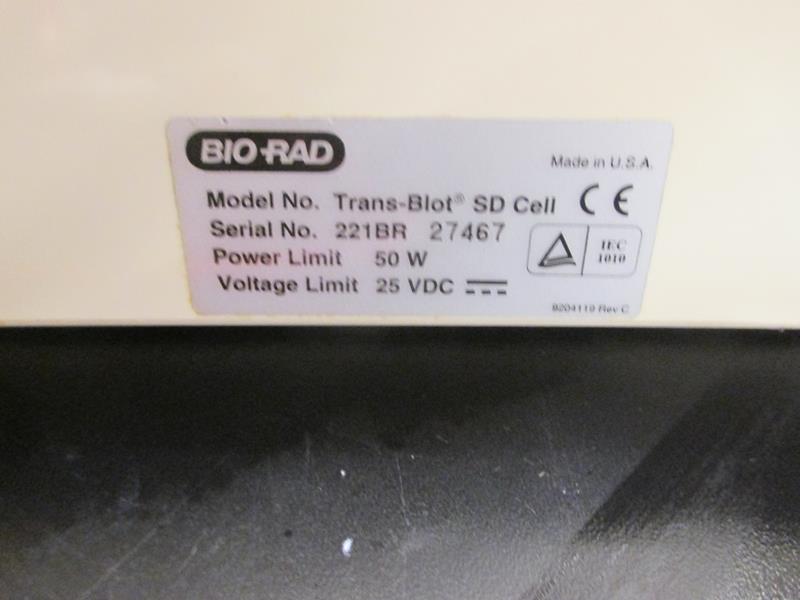 BIO-RAD
Made in U.S.A.
Model No. Trans-Blot® SD Cell CE
Serial No. 221BR 27467
Power Limit 50 W
IEC
1010
Voltage Limit 25 VDC
9204119 Rev C